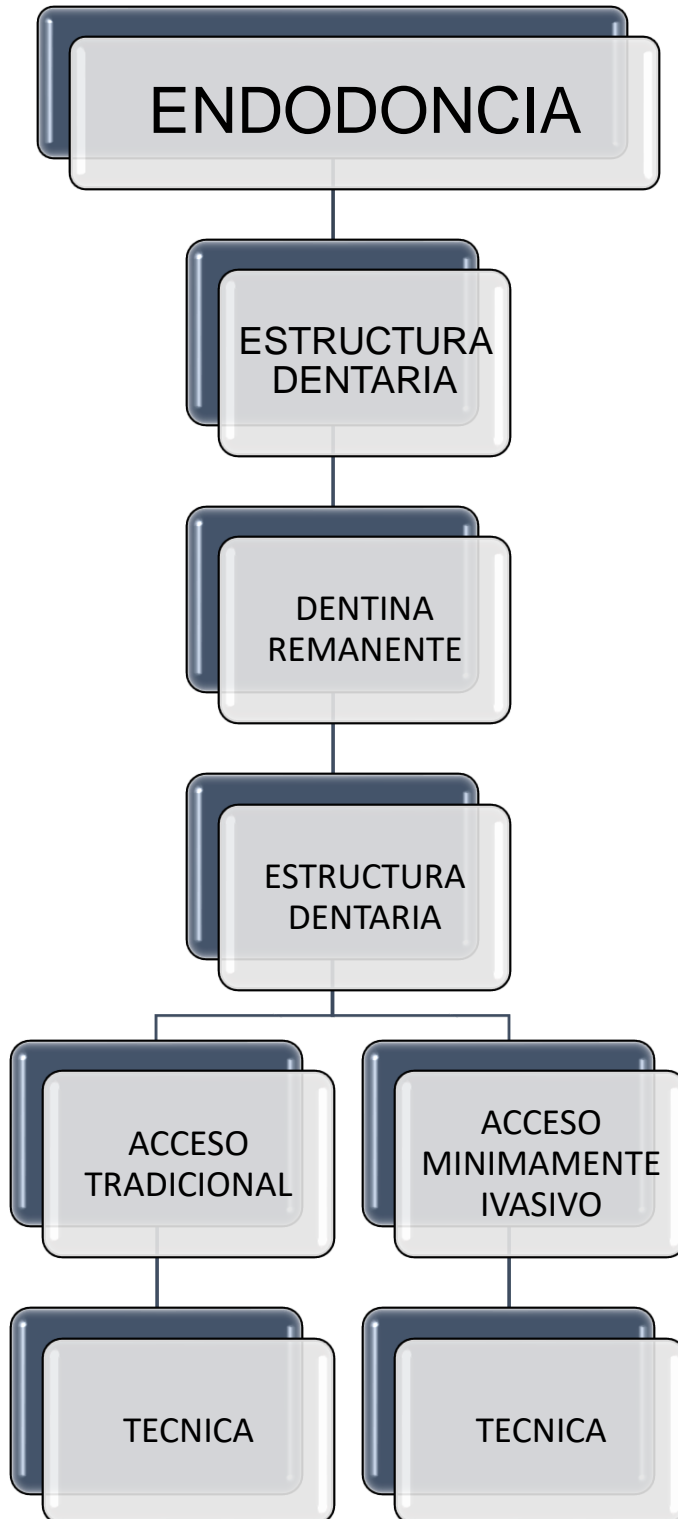 ENDODONCIA
ESTRUCTURA
DENTARIA
DENTINA
REMANENTE
ESTRUCTURA
DENTARIA
ACCESO
TRADICIONAL
ACCESO
MINIMAMENTE
IVASIVO
TECNICA
TECNICA